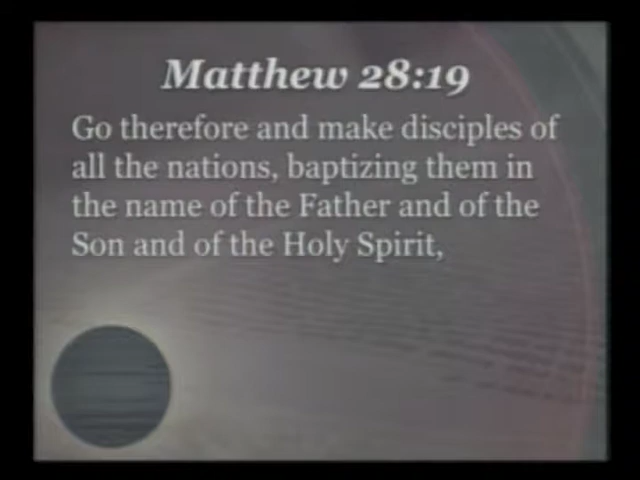 Matthew 28:19
Go therefore and make disciples of
all the nations, baptizing them in
the name of the Father and of the
Son and of the Holy Spirit,